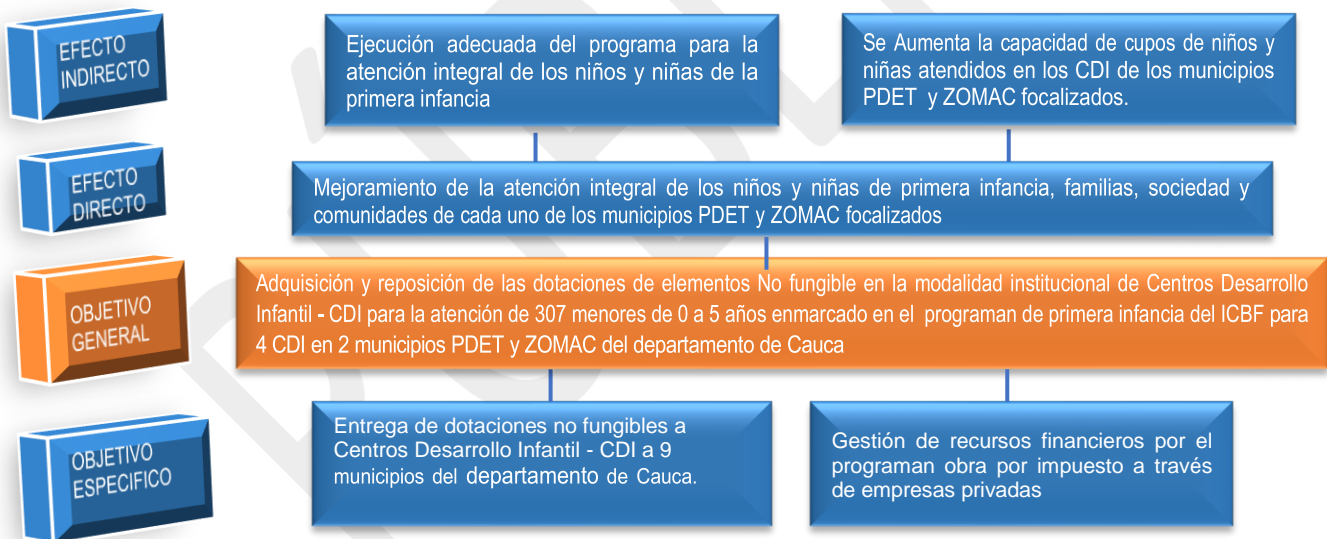 EFECTO
INDIRECTO
Ejecución adecuada del programa para la
atención integral de los niños y niñas de la
primera infancia
Se Aumenta la capacidad de cupos de niños y
niñas atendidos en los CDI de los municipios
PDET y ZOMAC focalizados.
EFECTO
DIRECTO
Mejoramiento de la atención integral de los niños y niñas de primera infancia, familias, sociedad y
comunidades de cada uno de los municipios PDET y ZOMAC focalizados
OBJETIVO
GENERAL
Adquisición y reposición de las dotaciones de elementos No fungible en la modalidad institucional de Centros Desarrollo
Infantil - CDI para la atención de 307 menores de 0 a 5 años enmarcado en el programan de primera infancia del ICBF para
4 CDI en 2 municipios PDET y ZOMAC del departamento de Cauca
OBJETIVO
ESPECIFICO
Entrega de dotaciones no fungibles a
Centros Desarrollo Infantil - CDI a 9
municipios del departamento de Cauca.
Gestión de recursos financieros por el
programan obra por impuesto a través
de empresas privadas